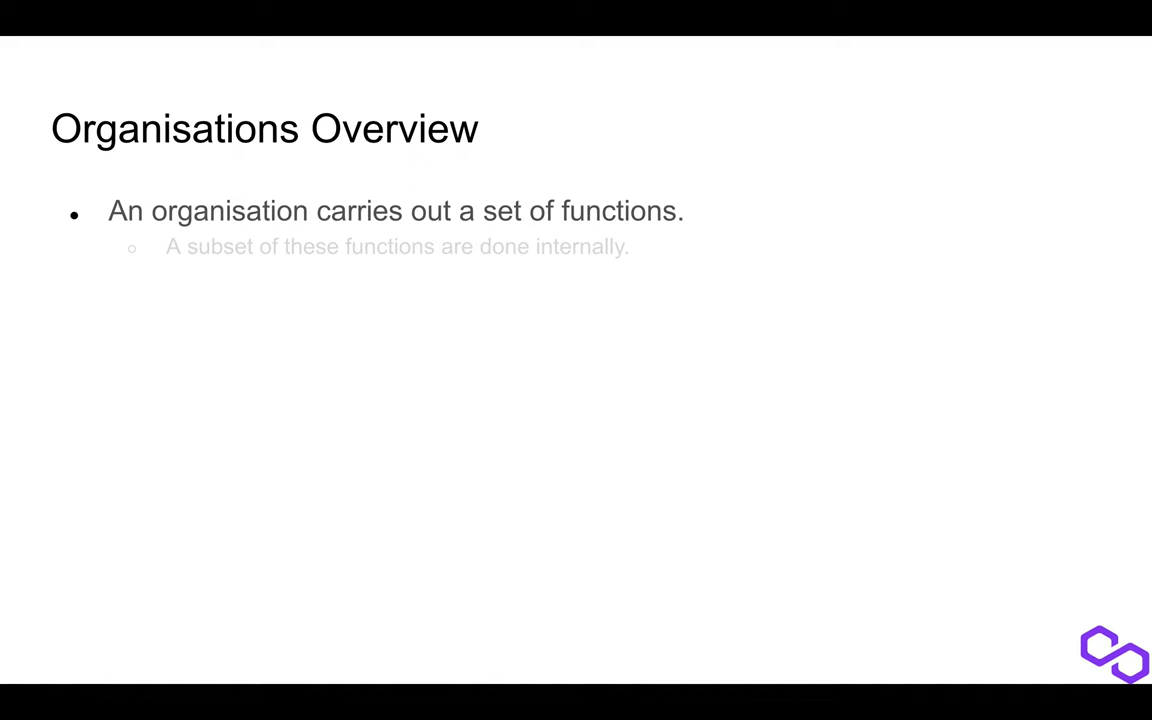 Organisations Overview
● An organisation carries out a set of functions.
○ A subset of these functions are done internally.